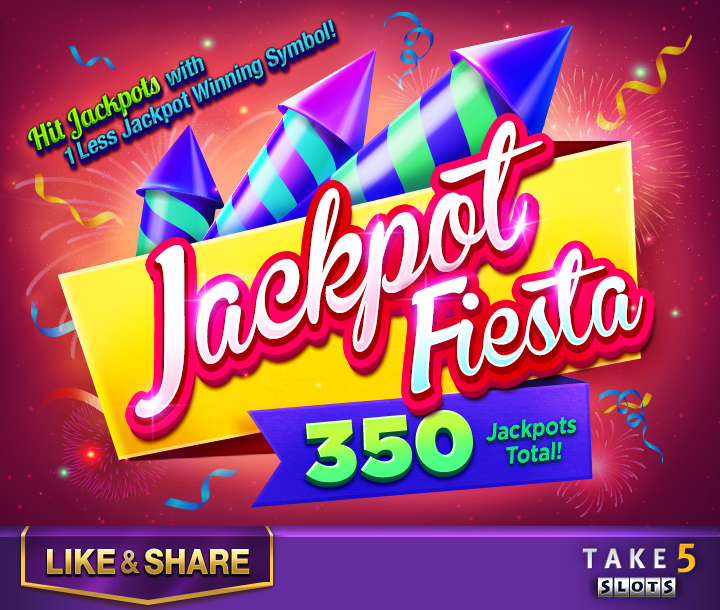 Hit Jackpots with
1 Less Jackpot Winning Symbol!
Jackpot
Fiesta
350 Jackpots
Total!
LIKE & SHARE
TAKE 5
SLOTS